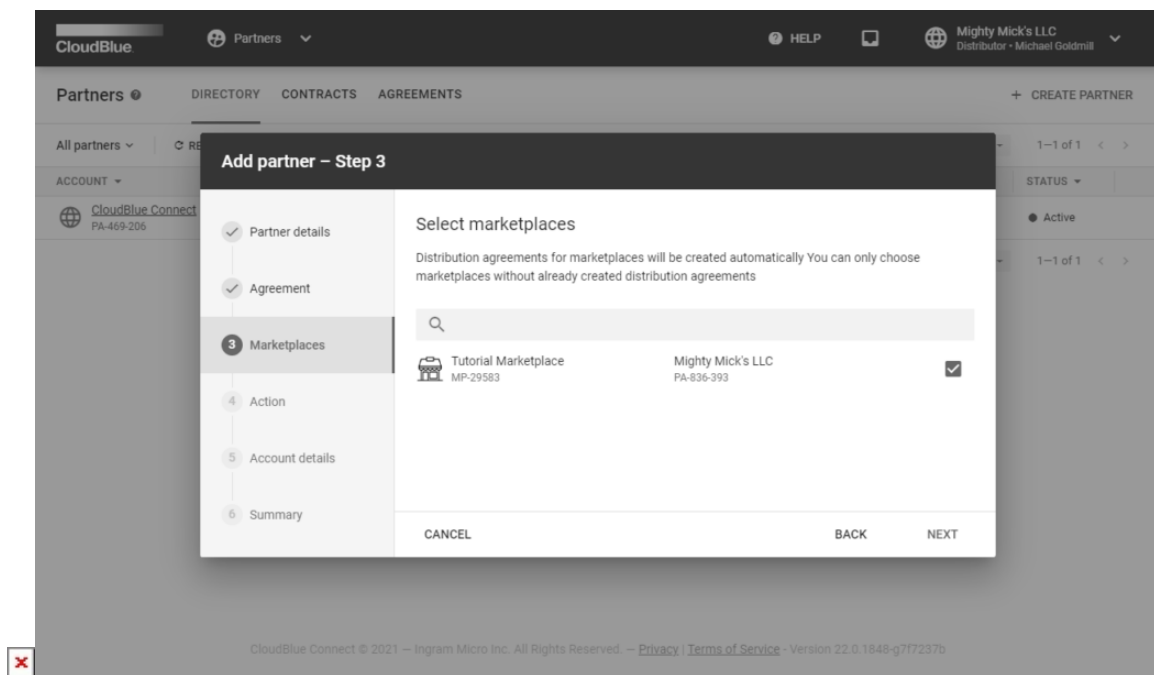 CloudBlue.
Partners
HELP
Mighty Mick's LLC
Distributor • Michael Goldmill
Partners
DIRECTORY
CONTRACTS
AGREEMENTS
+ CREATE PARTNER
All partners
1–1 of 1
ACCOUNT
STATUS
CloudBlue Connect
PA-469-206
Active
1–1 of 1
Add partner – Step 3
Partner details
Agreement
3 Marketplaces
4 Action
5 Account details
6 Summary
Select marketplaces
Distribution agreements for marketplaces will be created automatically You can only choose
marketplaces without already created distribution agreements
Tutorial Marketplace
MP-29583
Mighty Mick's LLC
PA-836-393
CANCEL
BACK
NEXT
CloudBlue Connect © 2021 — Ingram Micro Inc. All Rights Reserved. — Privacy | Terms of Service - Version 22.0.1848-g7f7237b